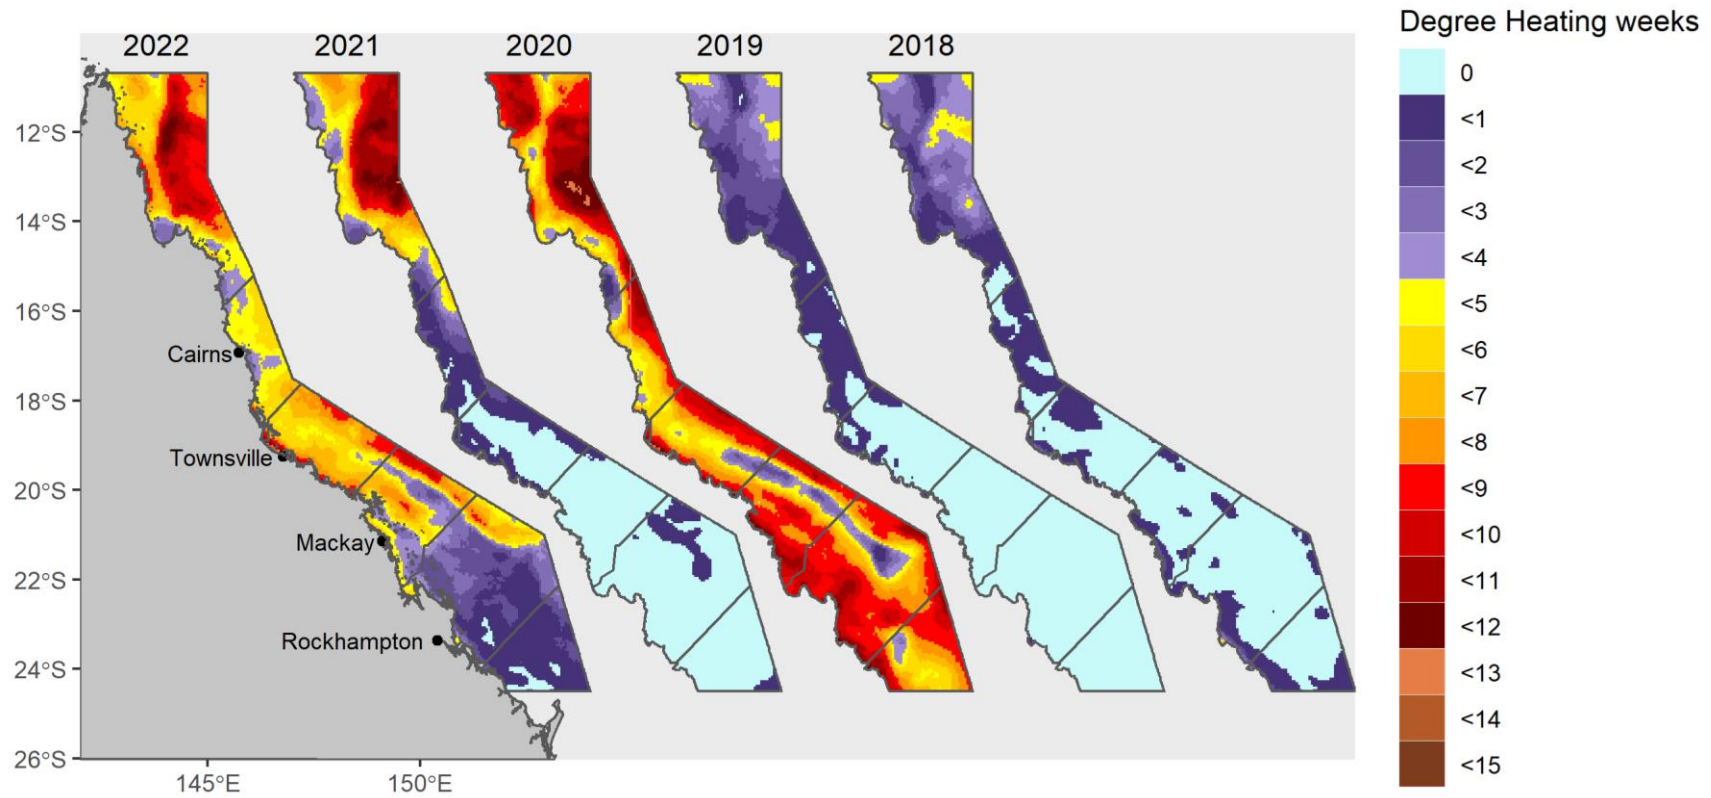 2022 2021 2020 2019 2018
Degree Heating weeks
0
<1
<2
<3
<4
<5
<6
<7
<8
<9
<10
<11
<12
<13
<14
<15
12°S
14°S
16°S
18°S
20°S
22°S
24°S
26°S
Cairns
Townsville
Mackay
Rockhampton
145°E 150°E